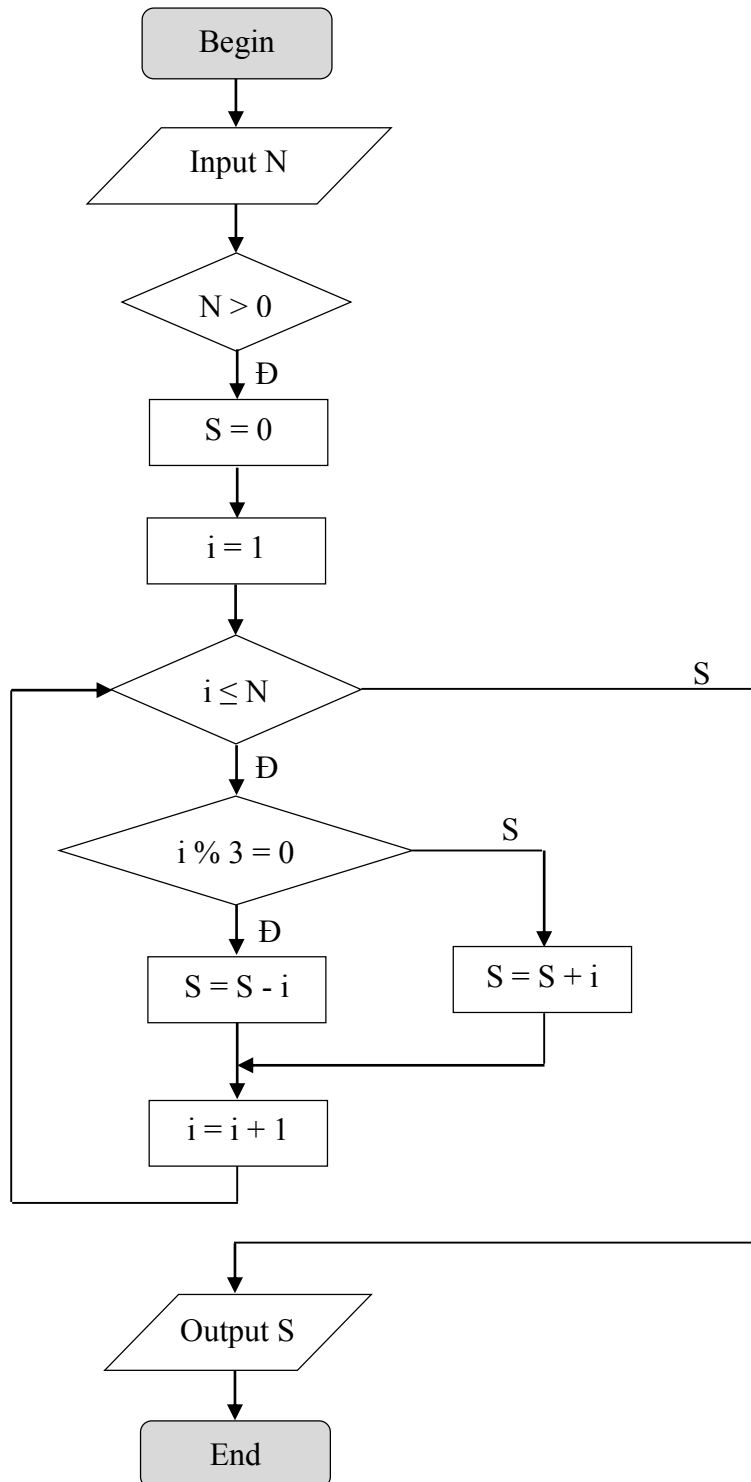 Begin
Input N
N > 0
Đ
S = 0
i = 1
i ≤ N
S
Đ
i % 3 = 0
S
Đ
S = S - i
S = S + i
i = i + 1
Output S
End